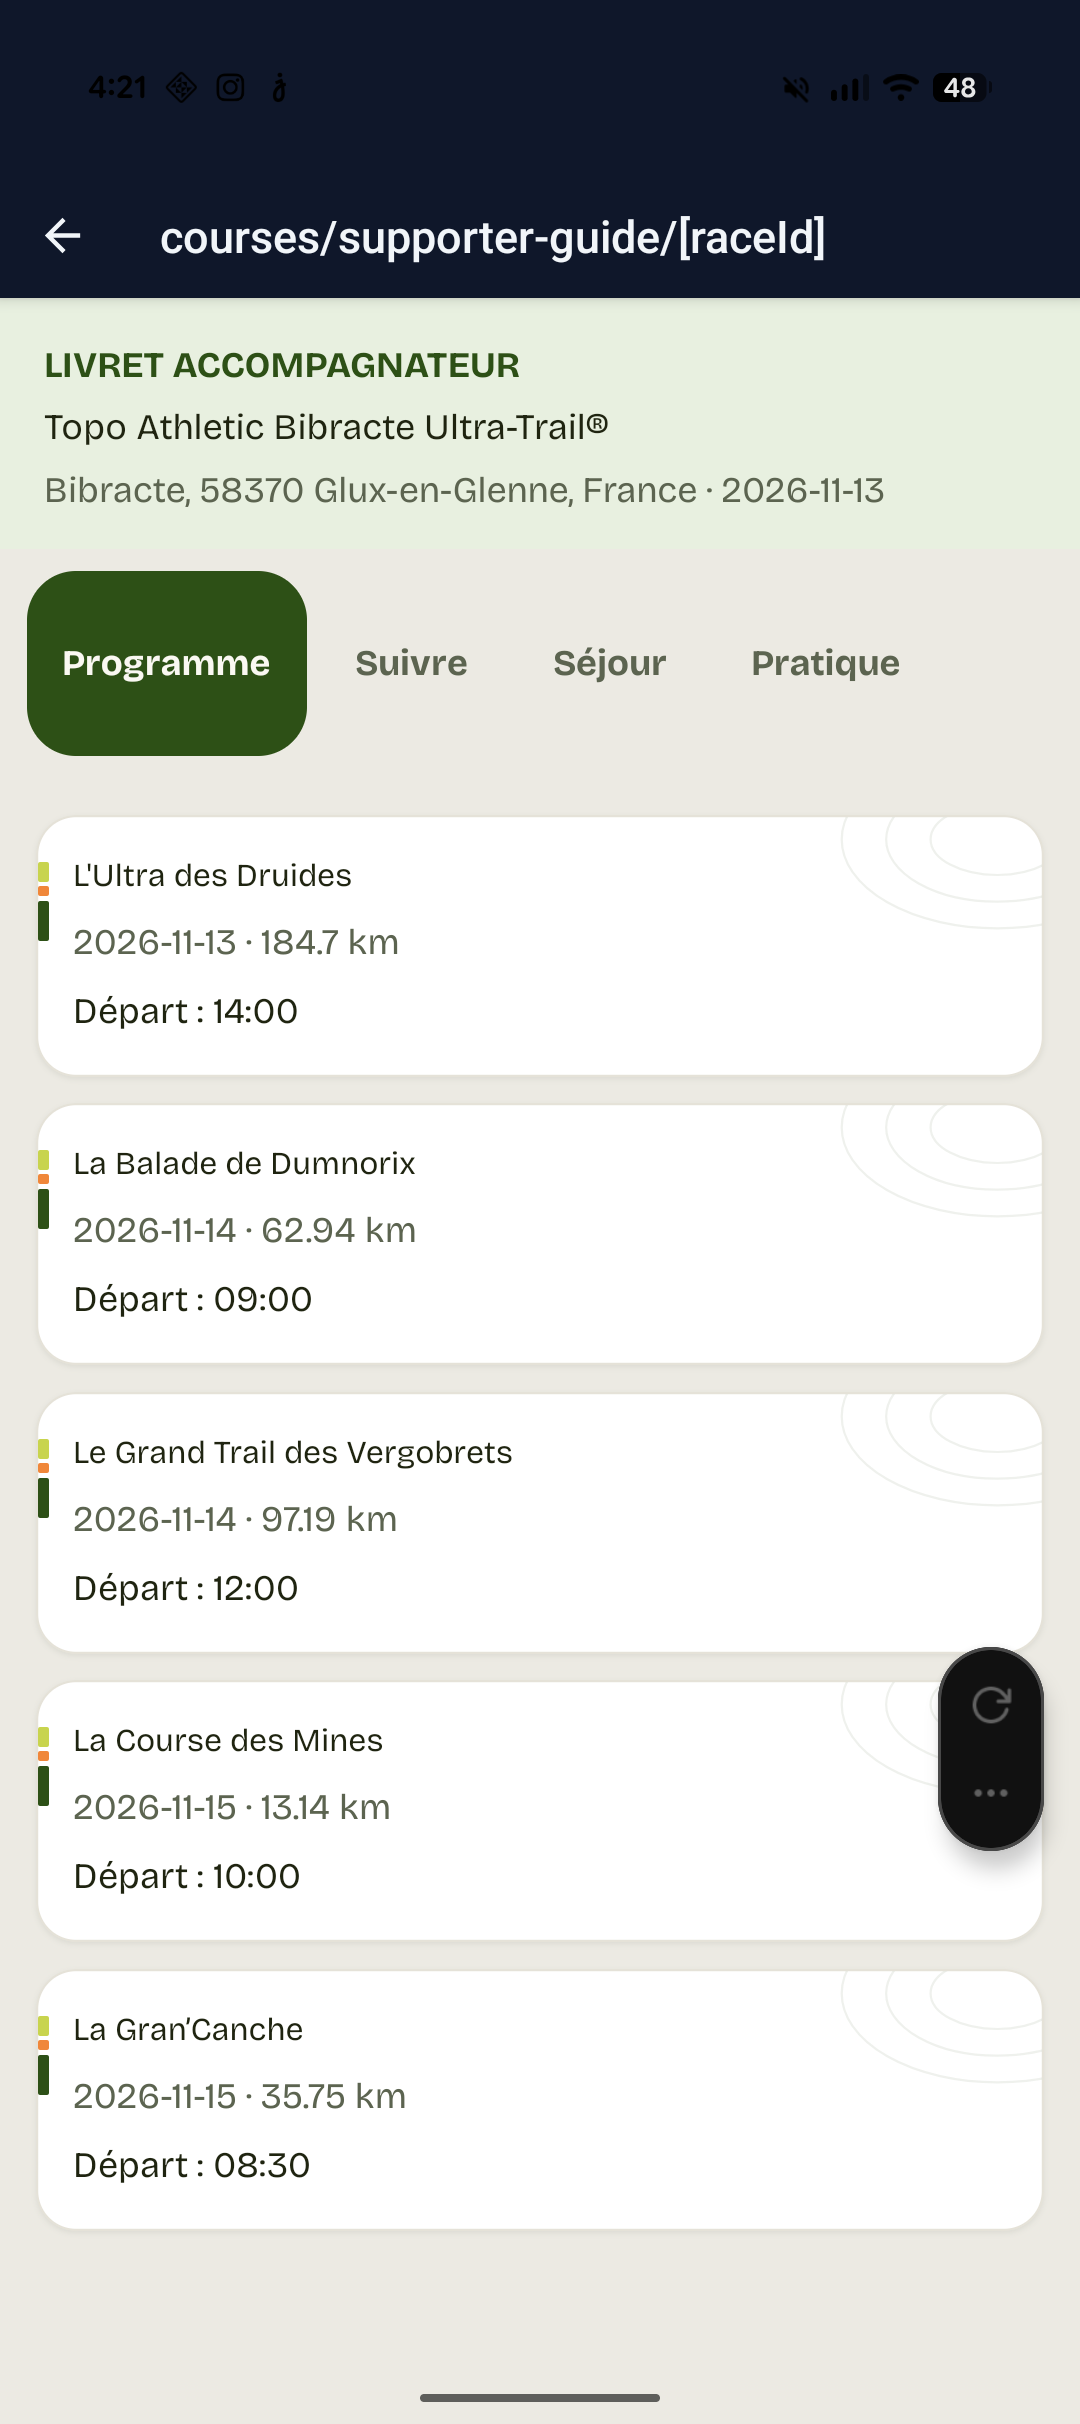 4:21
48
courses/supporter-guide/[raceId]
LIVRET ACCOMPAGNATEUR
Topo Athletic Bibracte Ultra-Trail®
Bibracte, 58370 Glux-en-Glenne, France · 2026-11-13
Programme Suivre Séjour Pratique
L'Ultra des Druides
2026-11-13 · 184.7 km
Départ : 14:00
La Balade de Dumnorix
2026-11-14 · 62.94 km
Départ : 09:00
Le Grand Trail des Vergobrets
2026-11-14 · 97.19 km
Départ : 12:00
La Course des Mines
2026-11-15 · 13.14 km
Départ : 10:00
La Gran’Canche
2026-11-15 · 35.75 km
Départ : 08:30